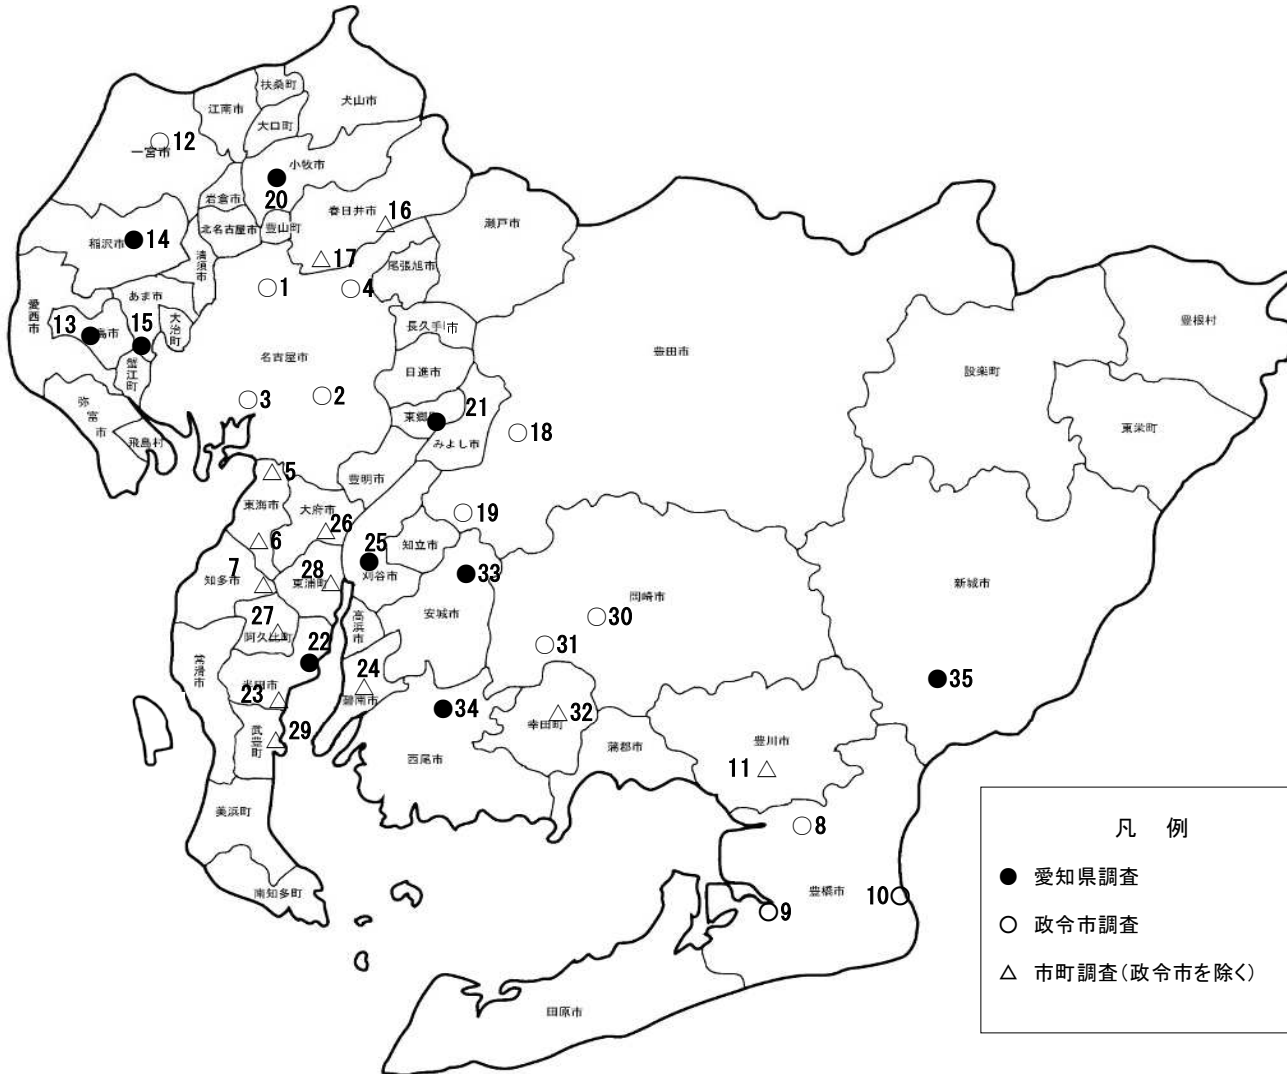 扶桑町
江南市
犬山市
大口町
12
一宮市
小牧市
20
岩倉市
春日井市
16
瀬戸市
稲沢市
14
北名古屋市
豊山町
清須市
17
尾張旭市
1
4
あま市
愛西市
13
島市
15
大治町
長久手市
豊根村
名古屋市
豊田市
蟹江町
日進市
設楽町
3
2
弥富市
飛島村
東郷
21
みよし市
18
東栄町
豊明市
5
東海市
大府市
26
19
6
25
知立市
知多市
7
東浦町
28
刈谷市
33
新城市
岡崎市
27
阿久比町
高浜市
安城市
30
22
31
常滑市
24
35
23
碧南市
34
32
幸田町
武豊町
29
西尾市
蒲郡市
豊川市
11
美浜町
8
南知多町
豊橋市
10
9
田原市
凡 例
● 愛知県調査
○ 政令市調査
△ 市町調査(政令市を除く)